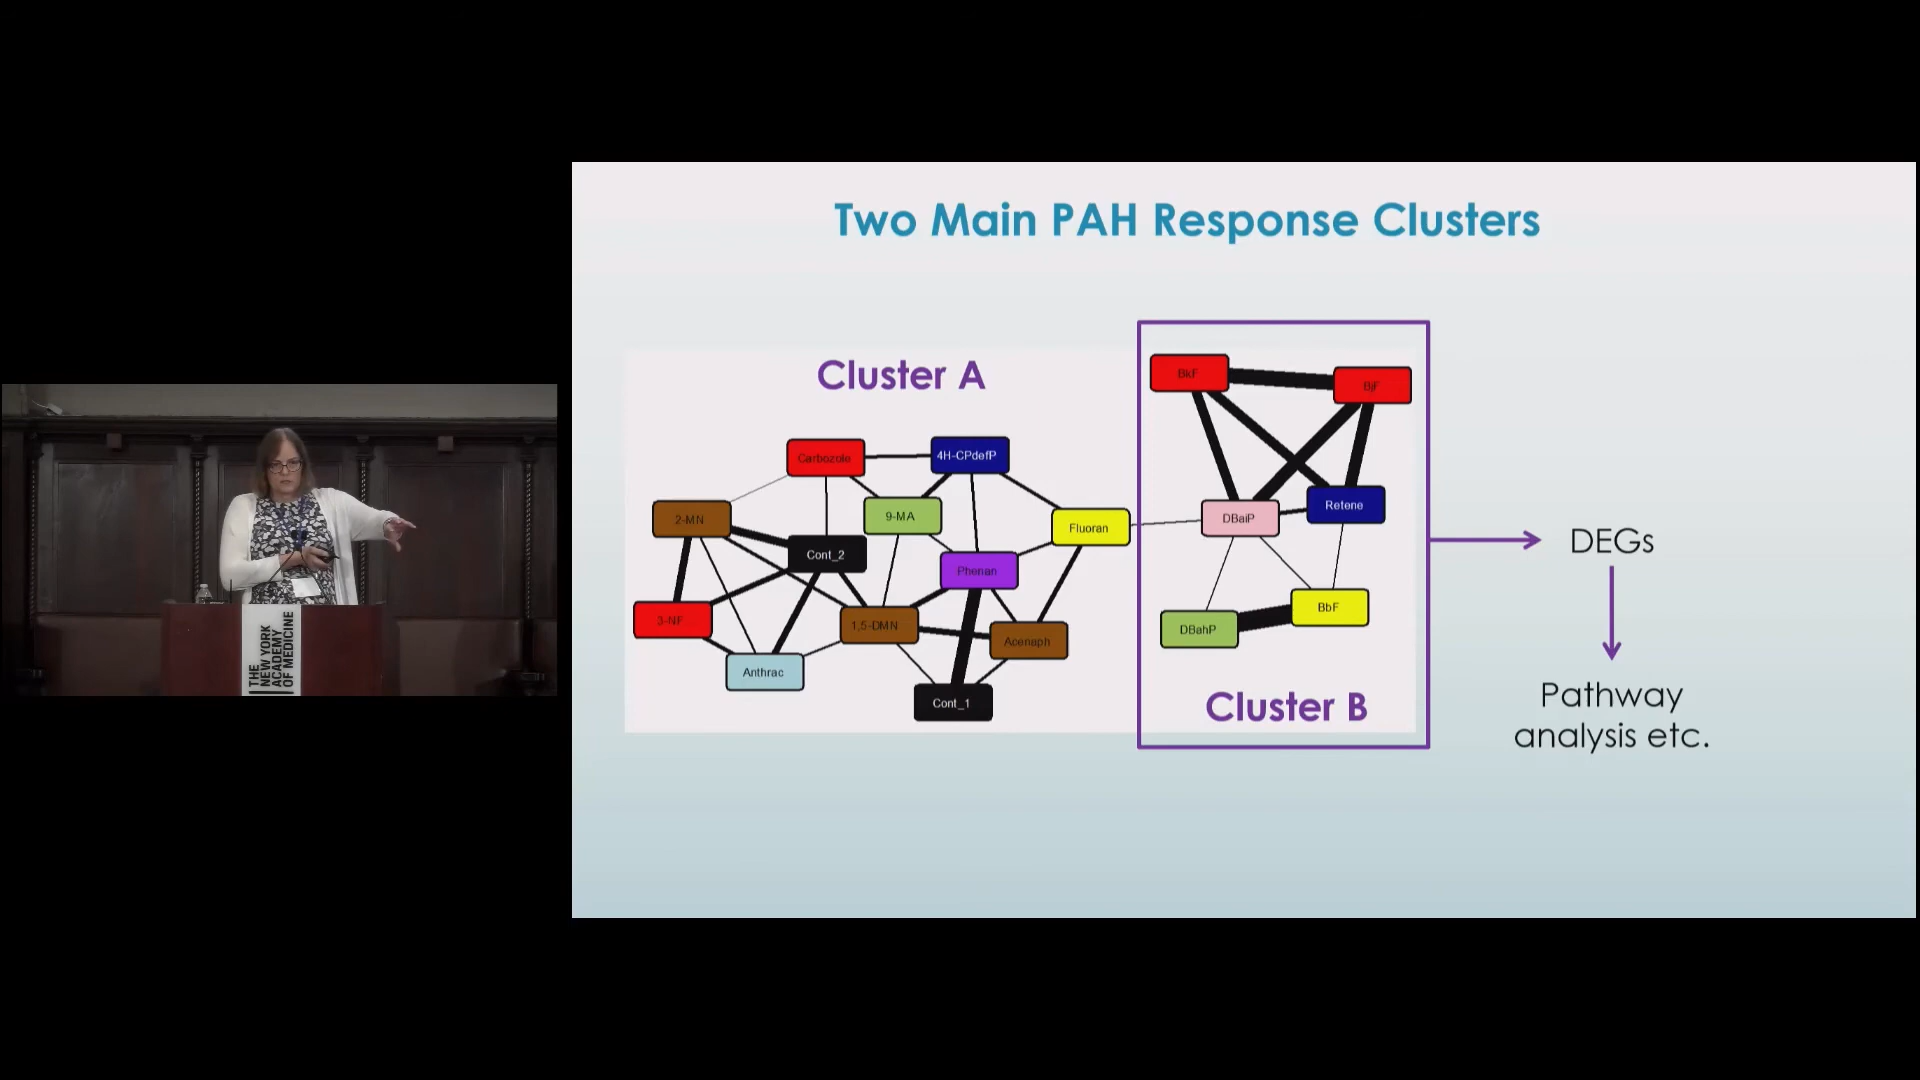 Two Main PAH Response Clusters
Cluster A
BkF
BjF
Carbozole
4H-CPdefP
2-MN
9-MA
Fluoran
DBaiP
Retene
Cont_2
DEGs
Phenan
3-NF
1,5-DMN
Acenaph
DBahP
BbF
Anthrac
Cont_1
Cluster B
Pathway
analysis etc.
THE
NEW YORK
ACADEMY
OF MEDICINE